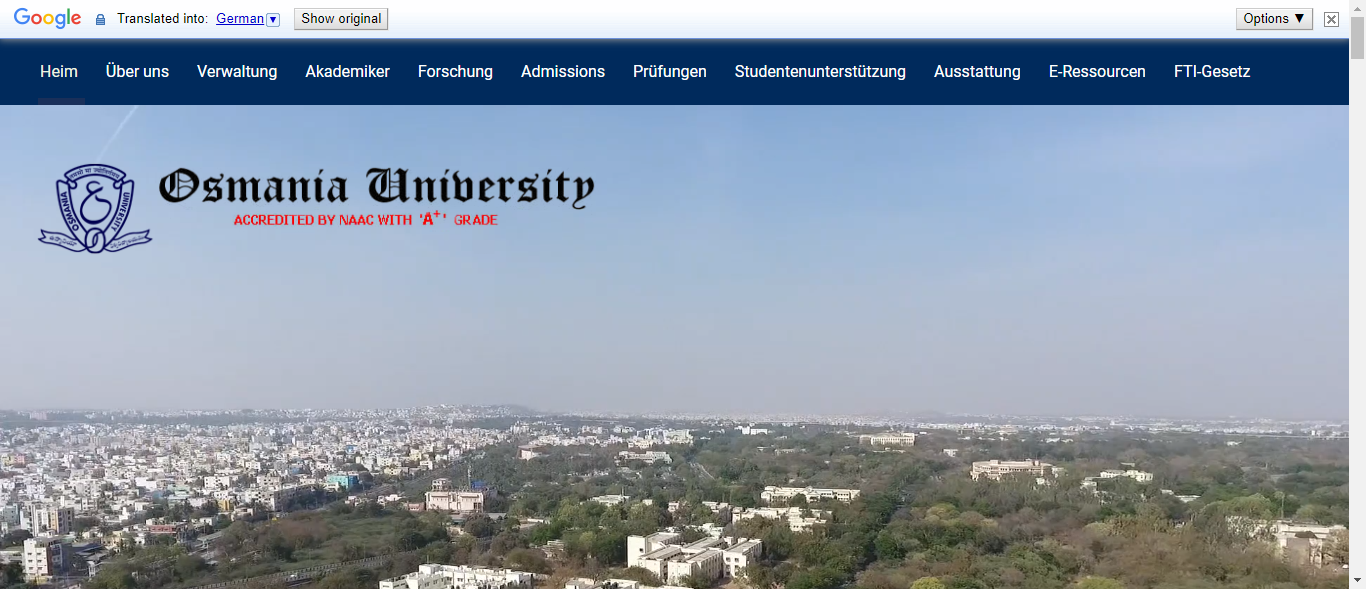 Google Translated into: German Show original Options ▼
Heim Über uns Verwaltung Akademiker Forschung Admissions Prüfungen Studentenunterstützung Ausstattung E-Ressourcen FTI-Gesetz
Osmania University
ACCREDITED BY NAAC WITH 'A+' GRADE
OSMANIA UNIVERSITY